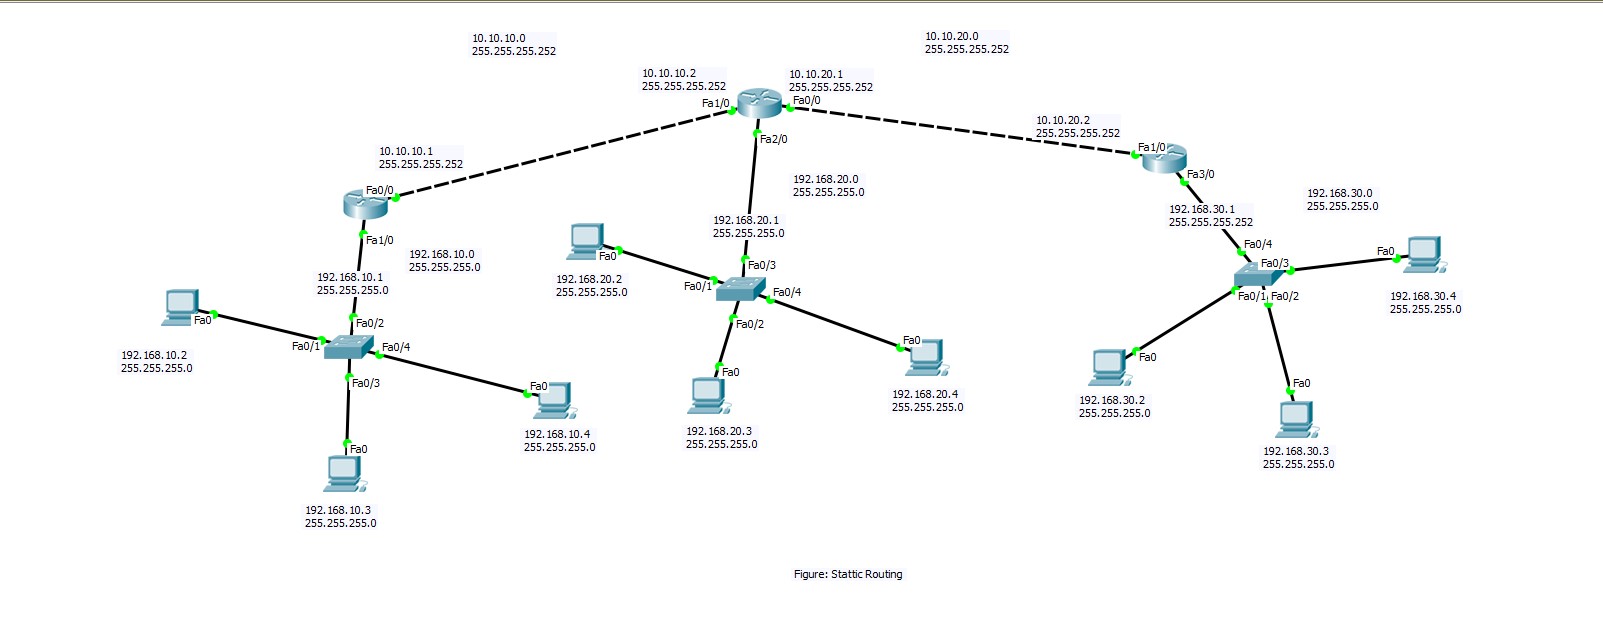 10.10.10.0
255.255.255.252
10.10.20.0
255.255.255.252
10.10.10.2
255.255.255.252
10.10.20.1
255.255.255.252
Fa1/0
Fa0/0
Fa2/0
10.10.20.2
255.255.255.252
Fa1/0
Fa3/0
10.10.10.1
255.255.255.252
Fa0/0
Fa1/0
192.168.10.0
255.255.255.0
192.168.10.1
255.255.255.0
Fa0/2
Fa0/1
Fa0/4
Fa0/3
Fa0
192.168.10.2
255.255.255.0
Fa0
192.168.10.3
255.255.255.0
Fa0
192.168.10.4
255.255.255.0
192.168.20.0
255.255.255.0
192.168.20.1
255.255.255.0
Fa0/3
Fa0/1
Fa0/4
Fa0/2
Fa0
192.168.20.2
255.255.255.0
Fa0
192.168.20.3
255.255.255.0
Fa0
192.168.20.4
255.255.255.0
192.168.30.0
255.255.255.0
192.168.30.1
255.255.255.252
Fa0/4
Fa0/3
Fa0/1
Fa0/2
Fa0
192.168.30.4
255.255.255.0
Fa0
192.168.30.2
255.255.255.0
Fa0
192.168.30.3
255.255.255.0
Figure: Stattic Routing